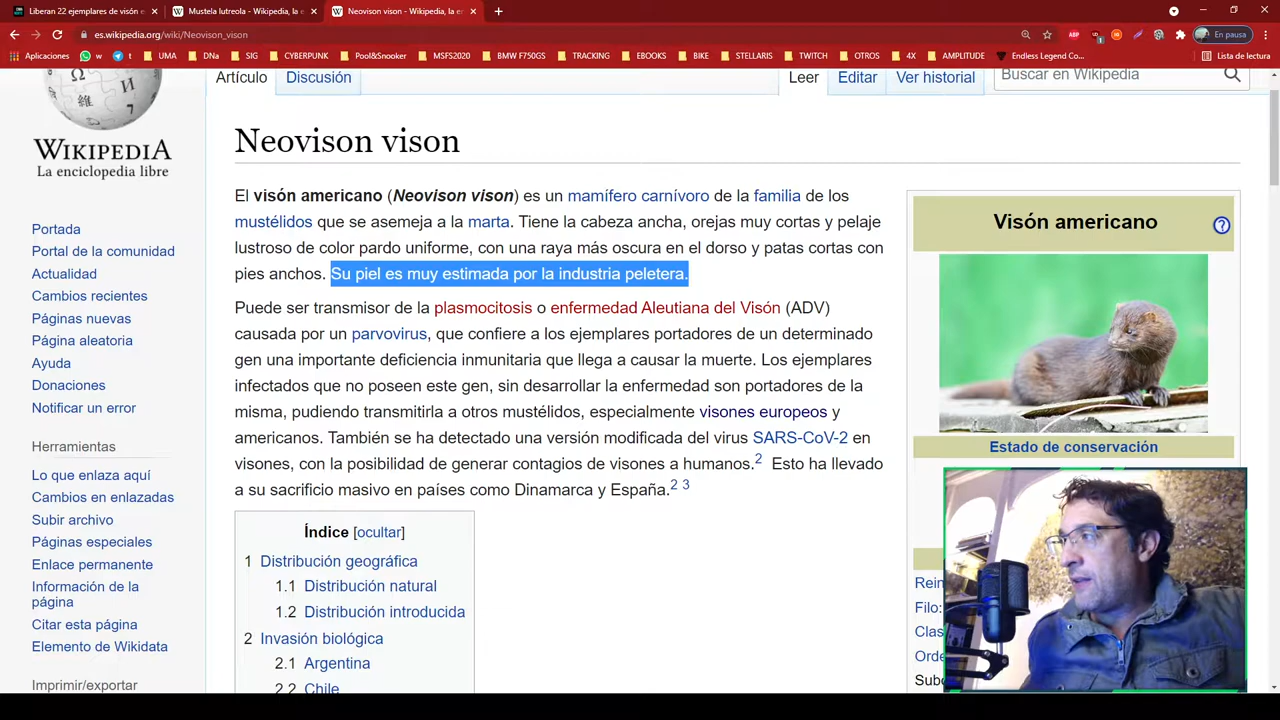 Liberan 22 ejemplares de visón e
Mustela lutreola - Wikipedia, la e
Neovison vison - Wikipedia, la e
es.wikipedia.org/wiki/Neovison_vison
En pausa
Aplicaciones w t UMA DNa SIG CYBERPUNK Pool&Snooker MSFS2020 BMW F750GS TRACKING EBOOKS BIKE STELLARIS TWITCH OTROS 4X AMPLITUDE Endless Legend Co... Lista de lectura
Artículo Discusión Leer Editar Ver historial Buscar en Wikipedia
WIKIPEDIA
La enciclopedia libre
Portada
Portal de la comunidad
Actualidad
Cambios recientes
Páginas nuevas
Página aleatoria
Ayuda
Donaciones
Notificar un error
Herramientas
Lo que enlaza aquí
Cambios en enlazadas
Subir archivo
Páginas especiales
Enlace permanente
Información de la
página
Citar esta página
Elemento de Wikidata
Imprimir/exportar
Neovison vison
El visón americano (Neovison vison) es un mamífero carnívoro de la familia de los
mustélidos que se asemeja a la marta. Tiene la cabeza ancha, orejas muy cortas y pelaje
lustroso de color pardo uniforme, con una raya más oscura en el dorso y patas cortas con
pies anchos. Su piel es muy estimada por la industria peletera.
Puede ser transmisor de la plasmocitosis o enfermedad Aleutiana del Visón (ADV)
causada por un parvovirus, que confiere a los ejemplares portadores de un determinado
gen una importante deficiencia inmunitaria que llega a causar la muerte. Los ejemplares
infectados que no poseen este gen, sin desarrollar la enfermedad son portadores de la
misma, pudiendo transmitirla a otros mustélidos, especialmente visones europeos y
americanos. También se ha detectado una versión modificada del virus SARS-CoV-2 en
visones, con la posibilidad de generar contagios de visones a humanos.2 Esto ha llevado
a su sacrificio masivo en países como Dinamarca y España.2 3
Índice [ocultar]
1 Distribución geográfica
1.1 Distribución natural
1.2 Distribución introducida
2 Invasión biológica
2.1 Argentina
2.2 Chile
Visón americano ?
Estado de conservación
Rein
Filo:
Clas
Orde
Subo